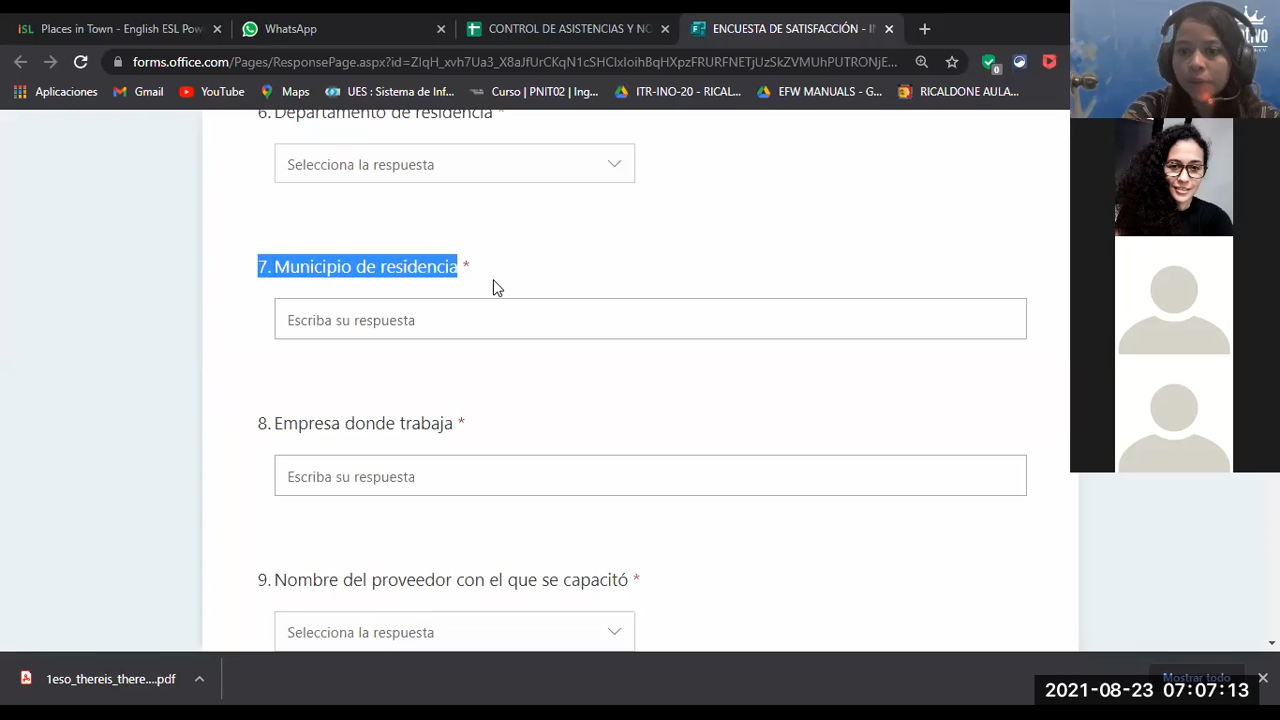 iSL Places in Town - English ESL Pow
WhatsApp
CONTROL DE ASISTENCIAS Y NO
ENCUESTA DE SATISFACCIÓN - I
forms.office.com/Pages/ResponsePage.aspx?id=
0
Aplicaciones
Gmail
YouTube
Maps
UES : Sistema de Inf...
Curso | PNIT02 | Ing...
ITR-INO-20 - RICAL...
EFW MANUALS - G...
RICALDONE AULA...
6. Departamento de residencia *
Selecciona la respuesta
7. Municipio de residencia *
Escriba su respuesta
8. Empresa donde trabaja *
Escriba su respuesta
9. Nombre del proveedor con el que se capacitó *
Selecciona la respuesta
1eso_thereis_there....pdf
Mostrar todo
2021-08-23 07:07:13